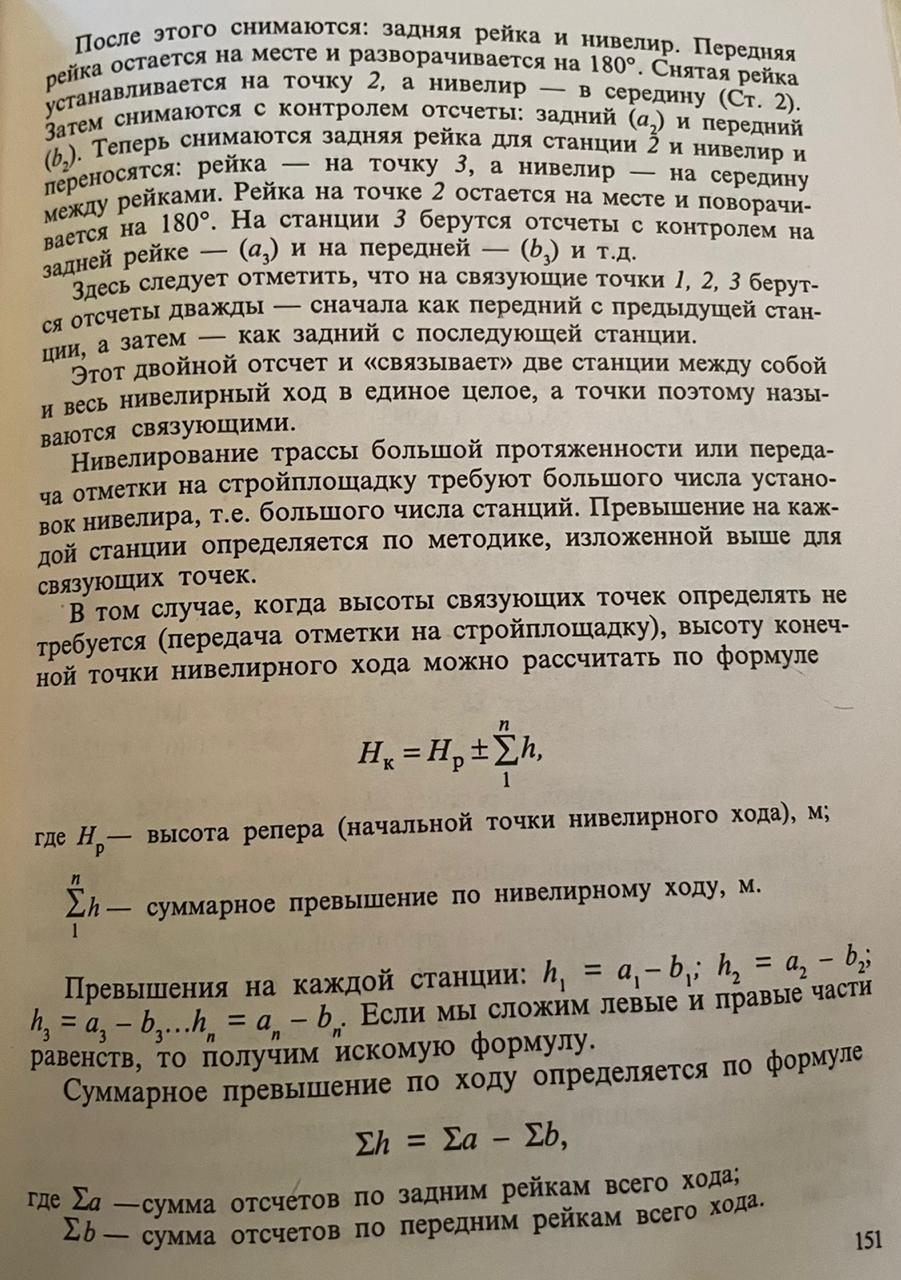 После этого снимаются: задняя рейка и нивелир. Передняя
рейка остается на месте и разворачивается на 180°. Снятая рейка
устанавливается на точку 2, а нивелир — в середину (Ст. 2).
Затем снимаются с контролем отсчеты: задний (a₂) и передний
(b₂). Теперь снимаются задняя рейка для станции 2 и нивелир и
переносятся: рейка — на точку 3, а нивелир — на середину
между рейками. Рейка на точке 2 остается на месте и поворачи-
вается на 180°. На станции 3 берутся отсчеты с контролем на
задней рейке — (a₃) и на передней — (b₃) и т.д.
Здесь следует отметить, что на связующие точки 1, 2, 3 берут-
ся отсчеты дважды — сначала как передний с предыдущей стан-
ции, а затем — как задний с последующей станции.
Этот двойной отсчет и «связывает» две станции между собой
и весь нивелирный ход в единое целое, а точки поэтому назы-
ваются связующими.
Нивелирование трассы большой протяженности или переда-
ча отметки на стройплощадку требуют большого числа устано-
вок нивелира, т.е. большого числа станций. Превышение на каж-
дой станции определяется по методике, изложенной выше для
связующих точек.
В том случае, когда высоты связующих точек определять не
требуется (передача отметки на стройплощадку), высоту конеч-
ной точки нивелирного хода можно рассчитать по формуле
n
Hк = Hр ± Σh,
1
где Hр — высота репера (начальной точки нивелирного хода), м;
n
Σh — суммарное превышение по нивелирному ходу, м.
1
Превышения на каждой станции: h₁ = a₁ – b₁; h₂ = a₂ – b₂;
h₃ = a₃ – b₃...hₙ = aₙ – bₙ. Если мы сложим левые и правые части
равенств, то получим искомую формулу.
Суммарное превышение по ходу определяется по формуле
Σh = Σa – Σb,
где Σa — сумма отсчетов по задним рейкам всего хода;
Σb — сумма отсчетов по передним рейкам всего хода.
151